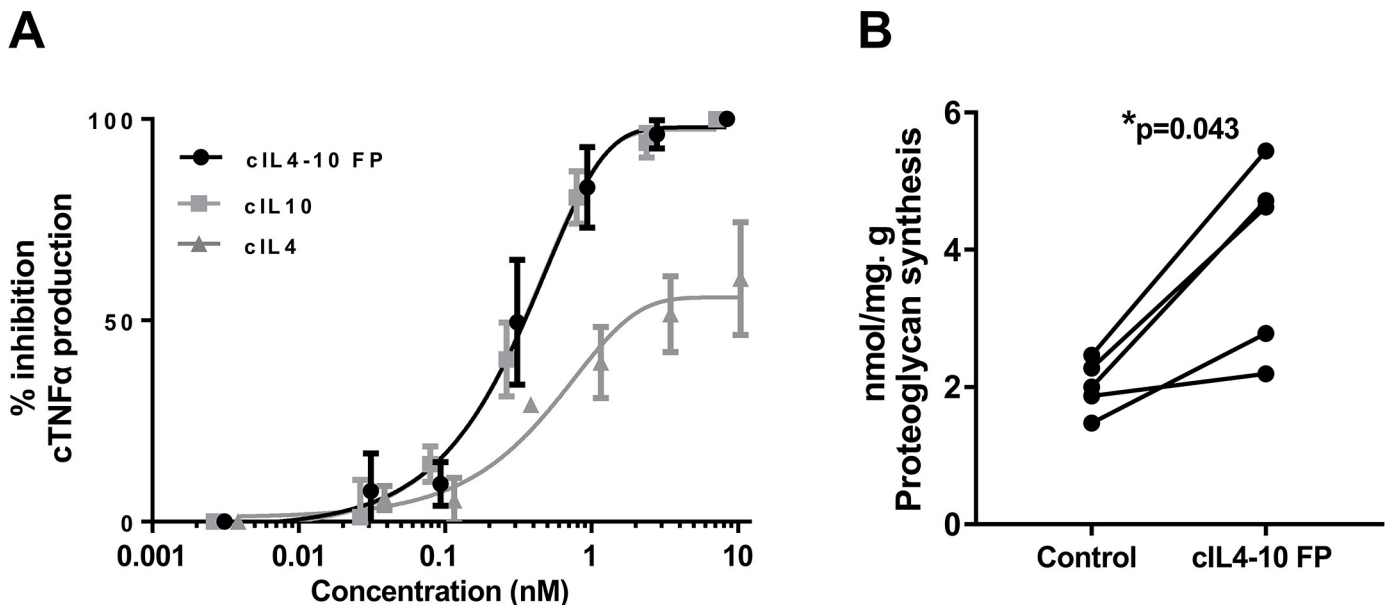 A
% inhibition
cTNFα production
100
50
0
cIL4-10 FP
cIL10
cIL4
0.001
0.01
0.1
1
10
Concentration (nM)
B
nmol/mg. g
Proteoglycan synthesis
6
4
2
0
*p=0.043
Control
cIL4-10 FP